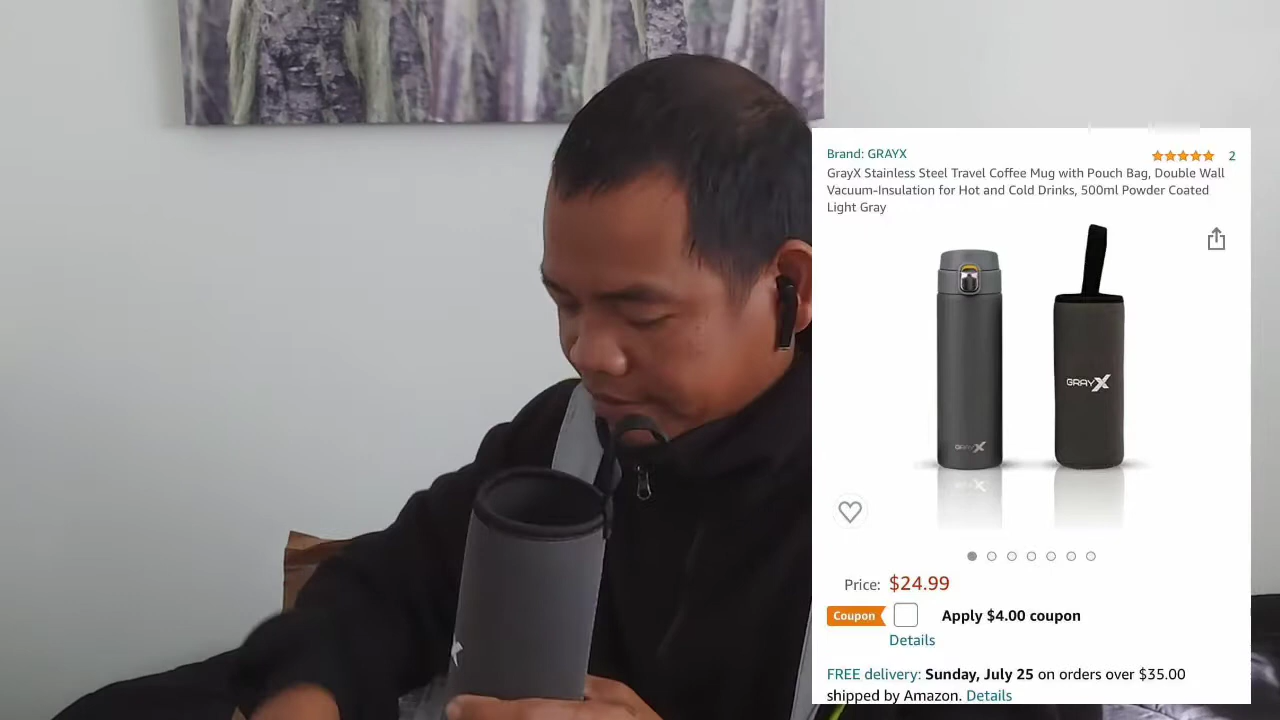 Brand: GRAYX
2
GrayX Stainless Steel Travel Coffee Mug with Pouch Bag, Double Wall
Vacuum-Insulation for Hot and Cold Drinks, 500ml Powder Coated
Light Gray
GRAYX
GRAYX
Price: $24.99
Coupon
Apply $4.00 coupon
Details
FREE delivery: Sunday, July 25 on orders over $35.00
shipped by Amazon. Details